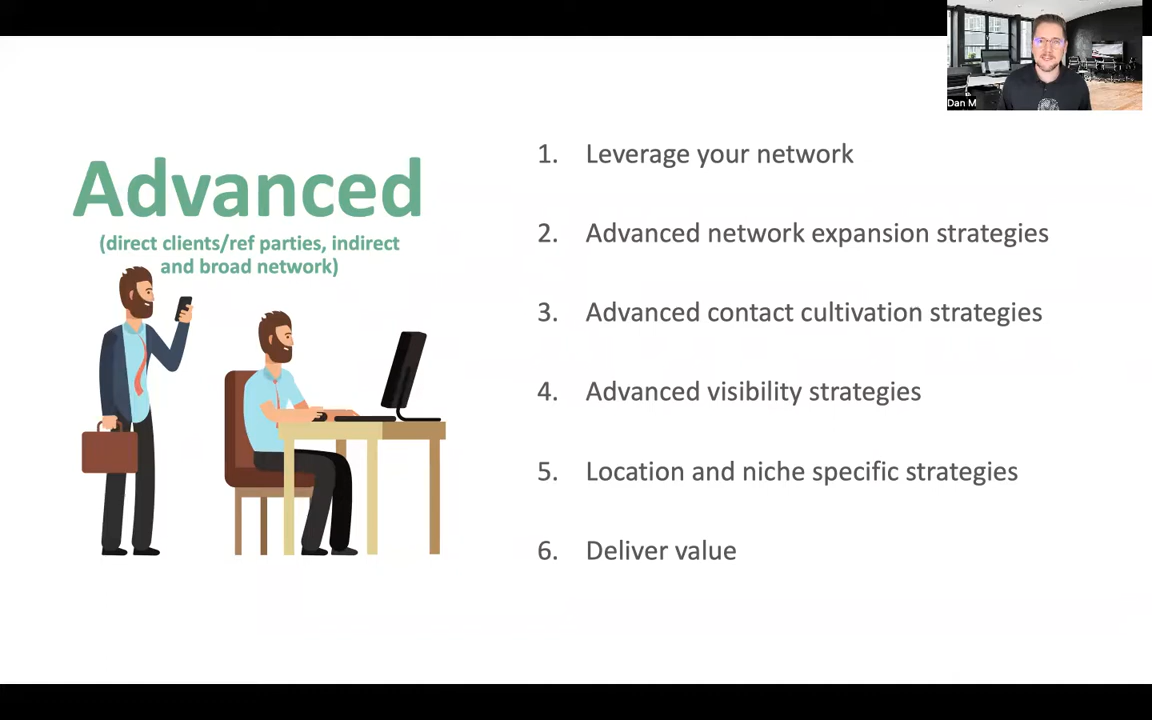 Dan M
Advanced
(direct clients/ref parties, indirect
and broad network)
1. Leverage your network
2. Advanced network expansion strategies
3. Advanced contact cultivation strategies
4. Advanced visibility strategies
5. Location and niche specific strategies
6. Deliver value